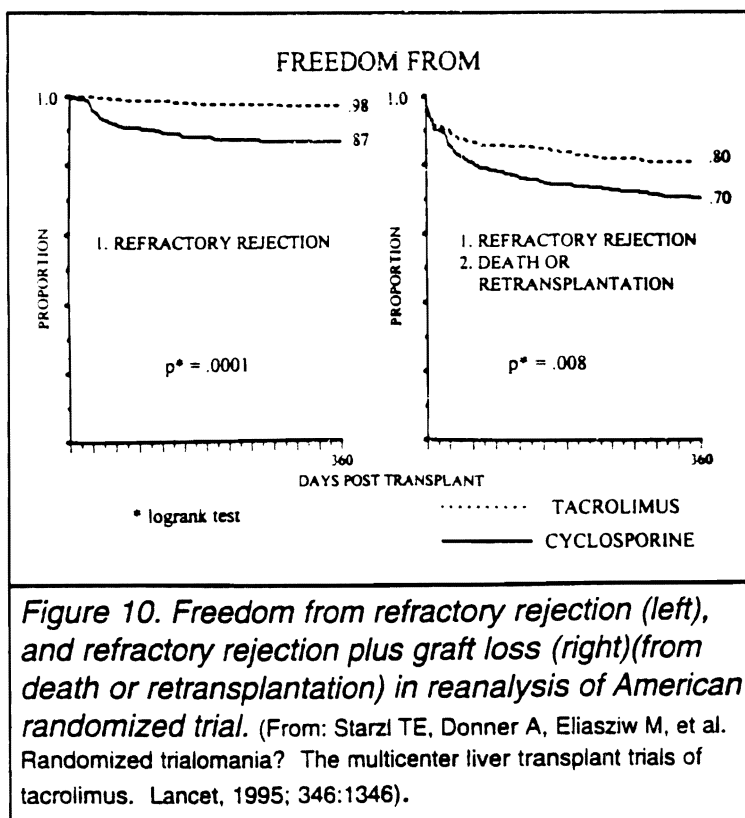 FREEDOM FROM
1.0
.98
87
PROPORTION
1. REFRACTORY REJECTION
p* = .0001
360
1.0
.80
.70
PROPORTION
1. REFRACTORY REJECTION
2. DEATH OR
RETRANSPLANTATION
p* = .008
360
DAYS POST TRANSPLANT
* logrank test
TACROLIMUS
CYCLOSPORINE
Figure 10. Freedom from refractory rejection (left),
and refractory rejection plus graft loss (right)(from
death or retransplantation) in reanalysis of American
randomized trial. (From: Starzl TE, Donner A, Eliasziw M, et al.
Randomized trialomania? The multicenter liver transplant trials of
tacrolimus. Lancet, 1995; 346:1346).